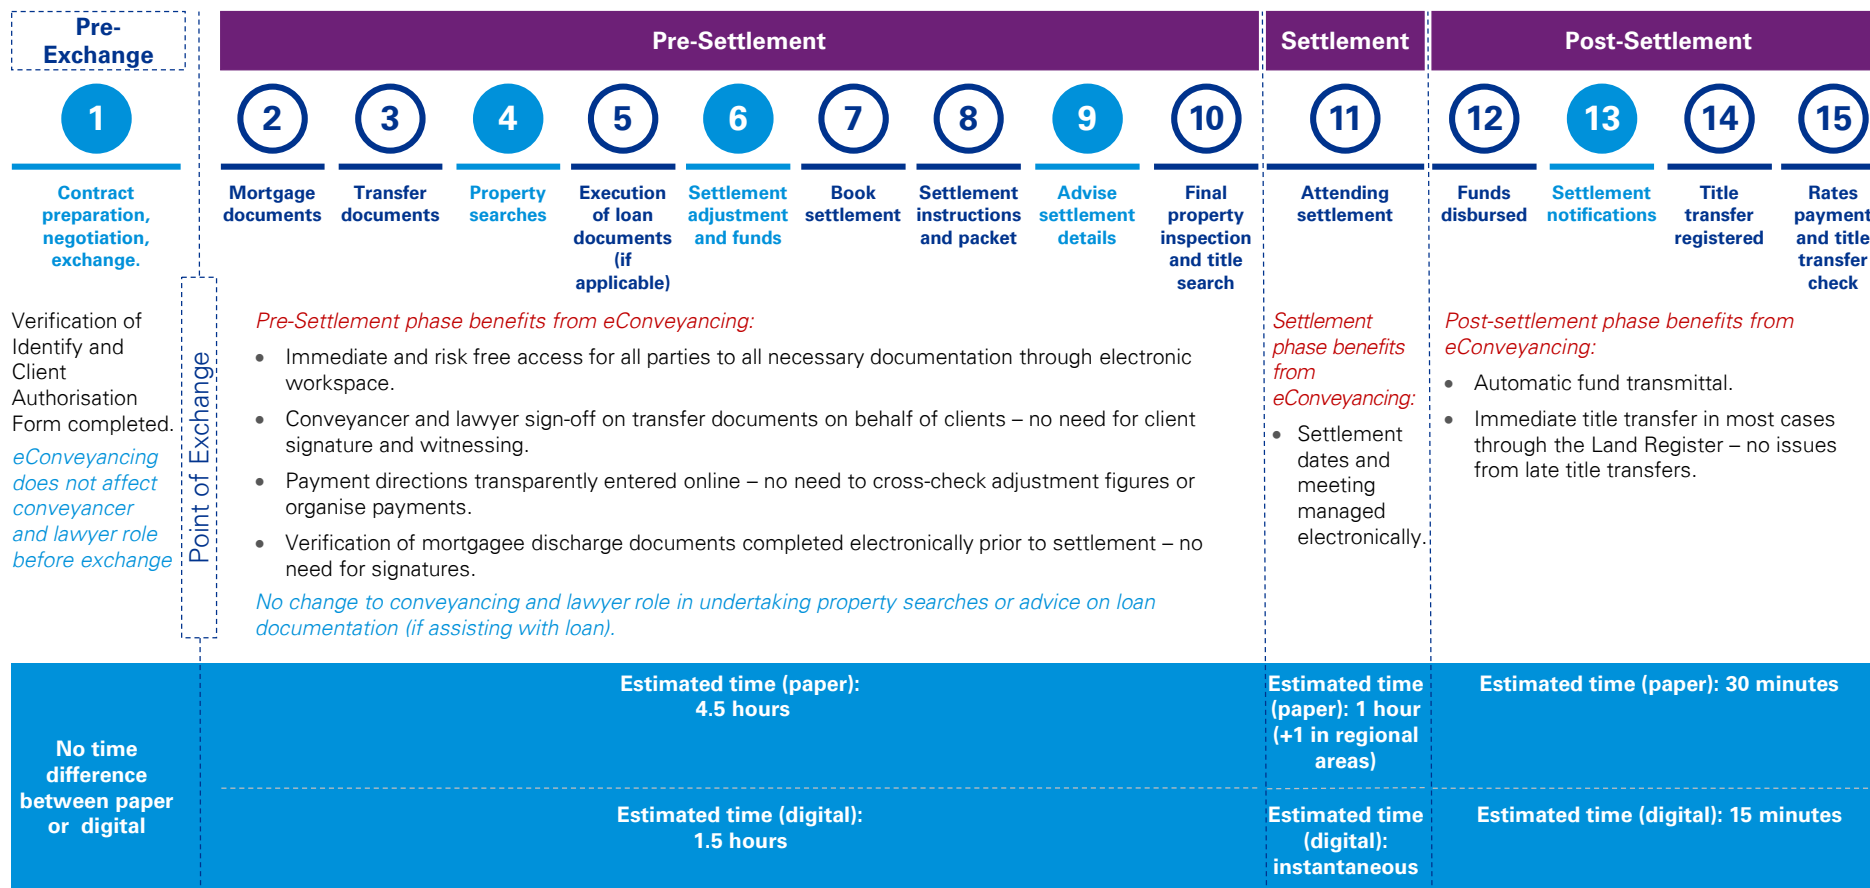 Pre-
Exchange
Pre-Settlement
Settlement
Post-Settlement
1
2
3
4
5
6
7
8
9
10
11
12
13
14
15
Contract
preparation,
negotiation,
exchange.
Mortgage
documents
Transfer
documents
Property
searches
Execution
of loan
documents
(if
applicable)
Settlement
adjustment
and funds
Book
settlement
Settlement
instructions
and packet
Advise
settlement
details
Final
property
inspection
and title
search
Attending
settlement
Funds
disbursed
Settlement
notifications
Title
transfer
registered
Rates
payment
and title
transfer
check
Verification of
Identify and
Client
Authorisation
Form completed.
eConveyancing
does not affect
conveyancer
and lawyer role
before exchange
Point of Exchange
Pre-Settlement phase benefits from eConveyancing:
• Immediate and risk free access for all parties to all necessary documentation through electronic
workspace.
• Conveyancer and lawyer sign-off on transfer documents on behalf of clients – no need for client
signature and witnessing.
• Payment directions transparently entered online – no need to cross-check adjustment figures or
organise payments.
• Verification of mortgagee discharge documents completed electronically prior to settlement – no
need for signatures.
No change to conveyancing and lawyer role in undertaking property searches or advice on loan
documentation (if assisting with loan).
Settlement
phase benefits
from
eConveyancing:
• Settlement
dates and
meeting
managed
electronically.
Post-settlement phase benefits from
eConveyancing:
• Automatic fund transmittal.
• Immediate title transfer in most cases
through the Land Register – no issues
from late title transfers.
No time
difference
between paper
or digital
Estimated time (paper):
4.5 hours
Estimated time
(paper): 1 hour
(+1 in regional
areas)
Estimated time (paper): 30 minutes
Estimated time (digital):
1.5 hours
Estimated time
(digital):
instantaneous
Estimated time (digital): 15 minutes